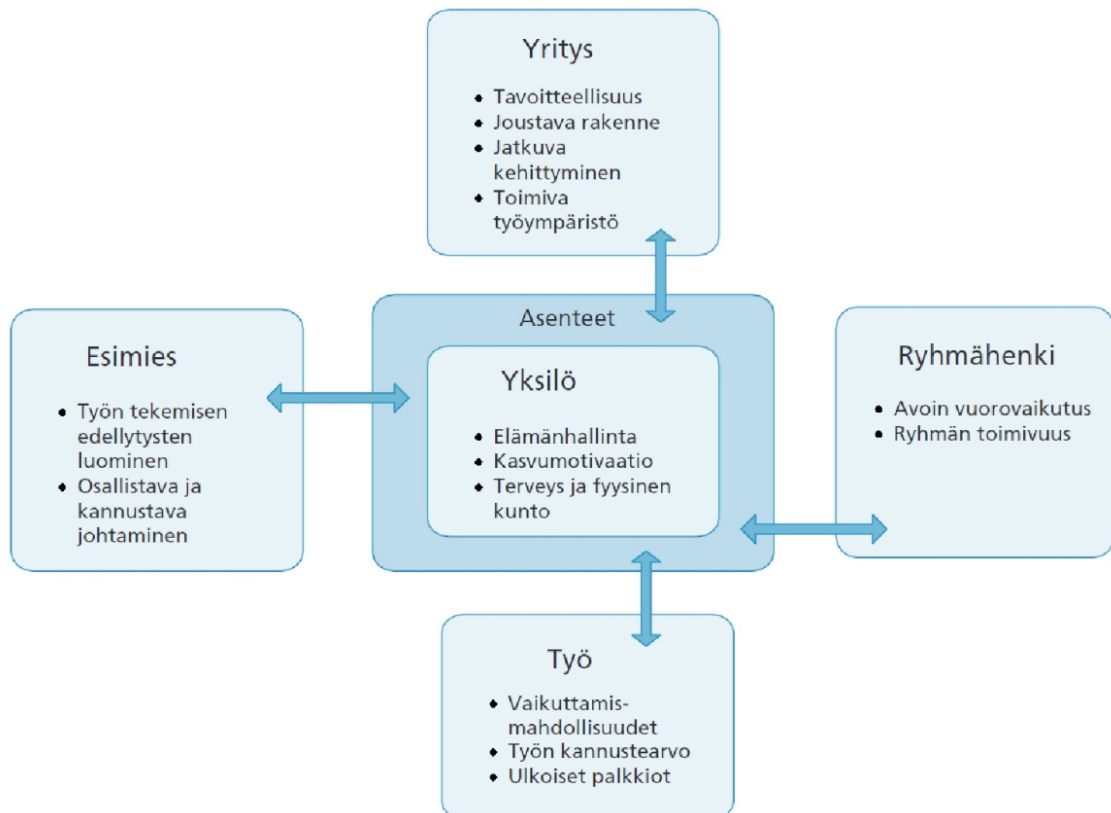 Yritys
• Tavoitteellisuus
• Joustava rakenne
• Jatkuva
kehittyminen
• Toimiva
työympäristö
Asenteet
Esimies
• Työn tekemisen
edellytysten
luominen
• Osallistava ja
kannustava
johtaminen
Yksilö
• Elämänhallinta
• Kasvumotivaatio
• Terveys ja fyysinen
kunto
Ryhmähenki
• Avoin vuorovaikutus
• Ryhmän toimivuus
Työ
• Vaikuttamis-
mahdollisuudet
• Työn kannustearvo
• Ulkoiset palkkiot